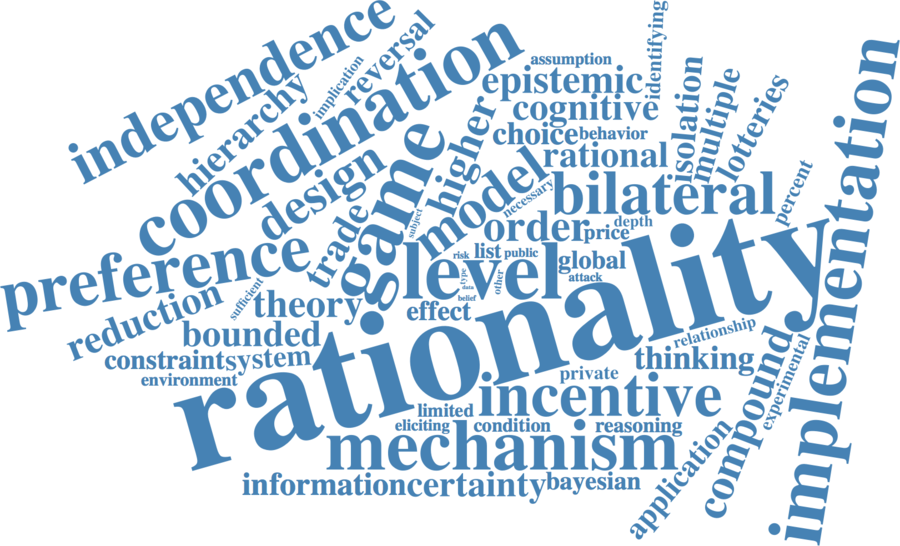 independence
hierarchy
implication
reversal
coordination
design
preference
reduction
trade
game
higher
model
assumption
epistemic
identifying
cognitive
choice
behavior
rational
isolation
multiple
lotteries
necessary
bilateral
percent
subject
order
price
depth
level
risk
list
public
type
data
belief
other
global
attack
sufficient
theory
effect
bounded
constraint
system
environment
rationality
implementation
relationship
thinking
private
compound
experimental
incentive
limited
eliciting
condition
reasoning
mechanism
application
information
certainty
bayesian